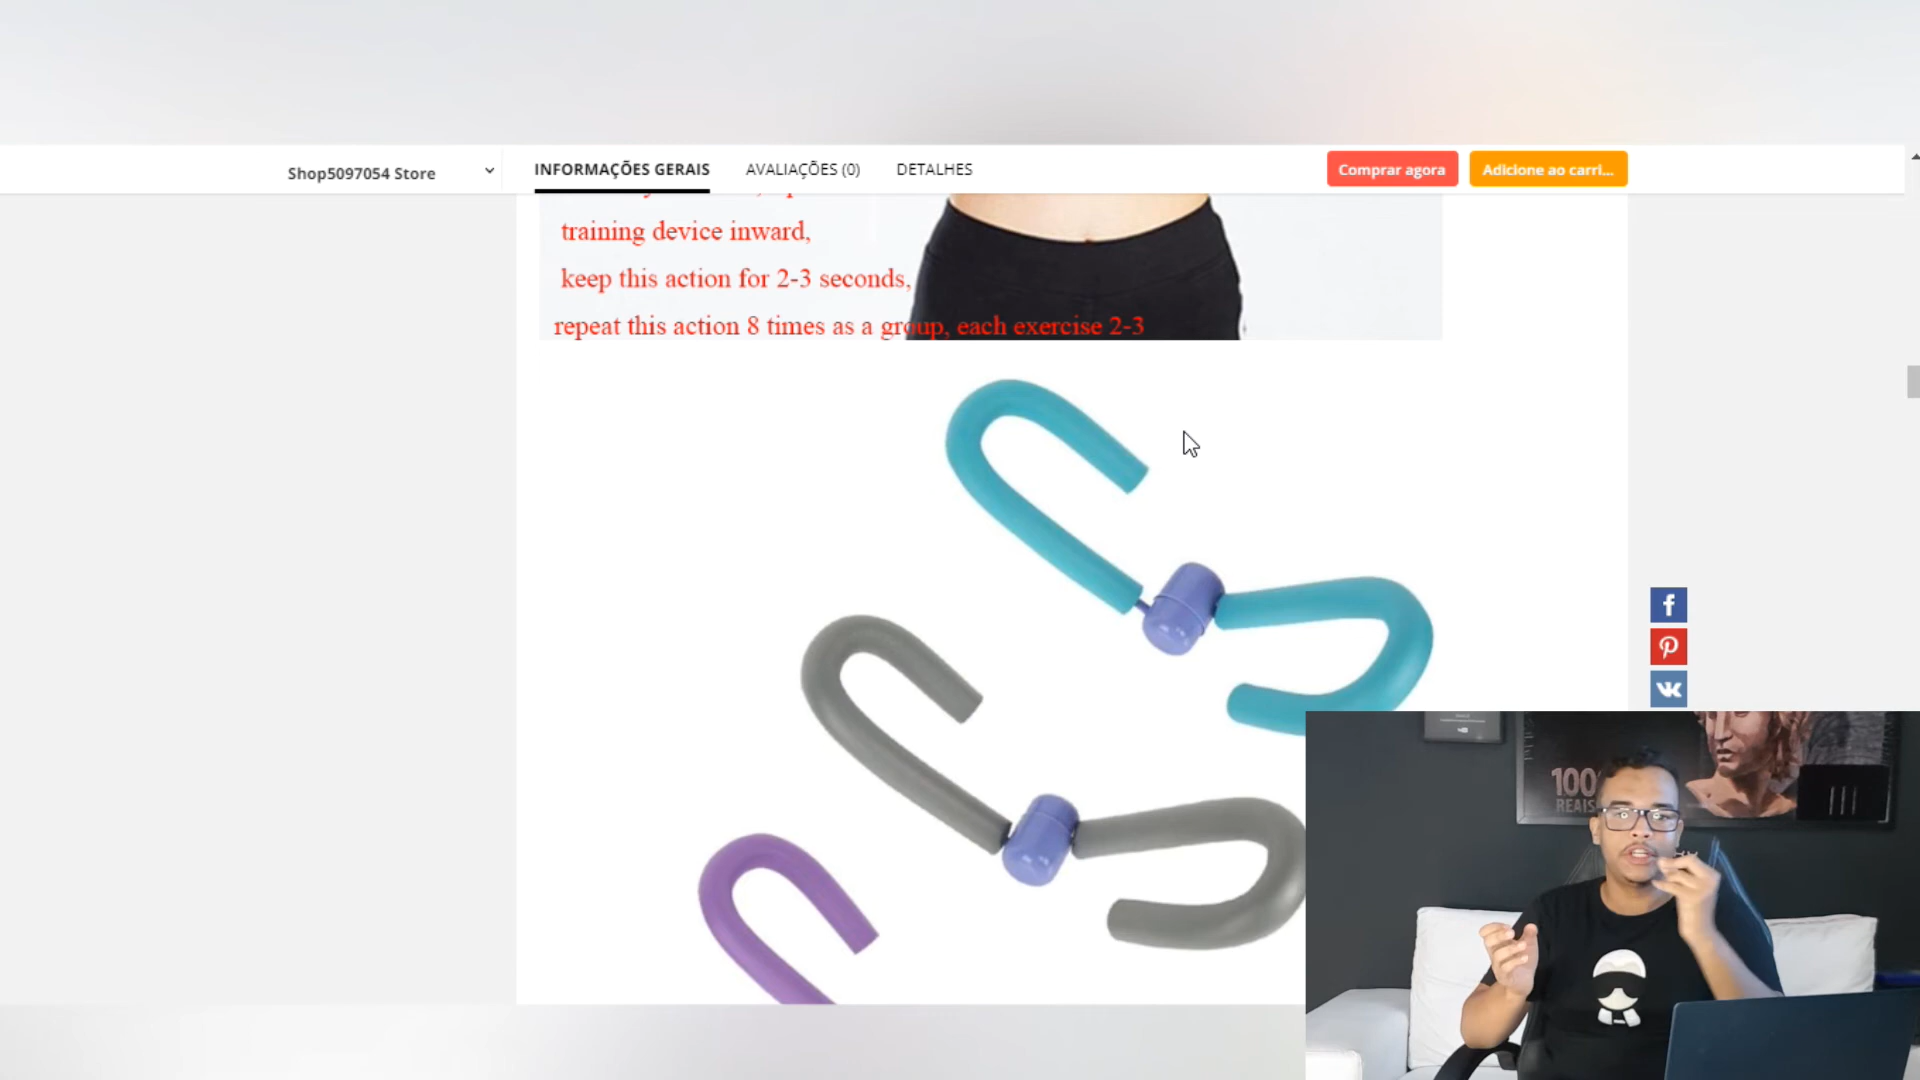 Shop5097054 Store
INFORMAÇÕES GERAIS
AVALIAÇÕES (0)
DETALHES
Comprar agora
Adicione ao carri...
training device inward,
keep this action for 2-3 seconds,
repeat this action 8 times as a group, each exercise 2-3
100
REAIS